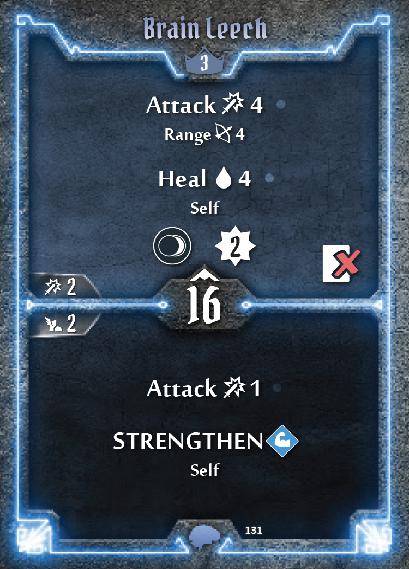 Brain Leech
3
Attack 4
Range 4
Heal 4
Self
2
2
16
2
Attack 1
STRENGTHEN
Self
131